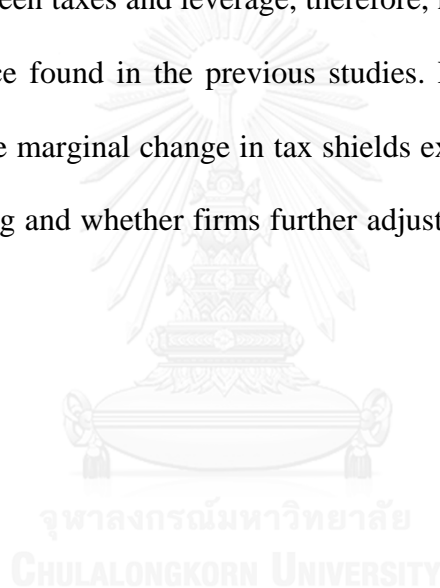 een taxes and leverage, therefore,
ce found in the previous studies.
e marginal change in tax shields ex
g and whether firms further adjust
จุฬาลงกรณ์มหาวิทยาลัย
CHULALONGKORN UNIVERSITY